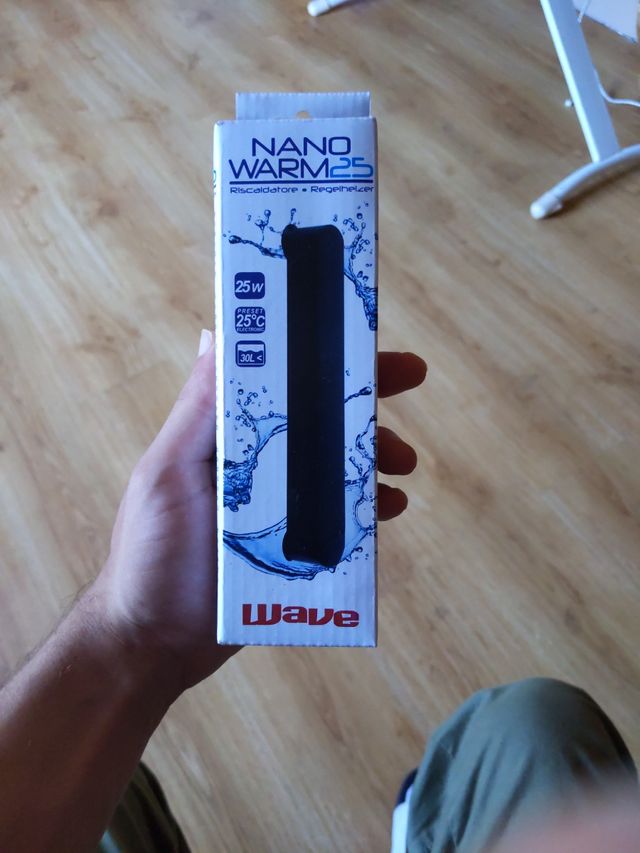 NANO
WARM25
Riscaldatore • Regelheizer
25W
PRESET
25°C
ELECTRONIC
30L<
Wave